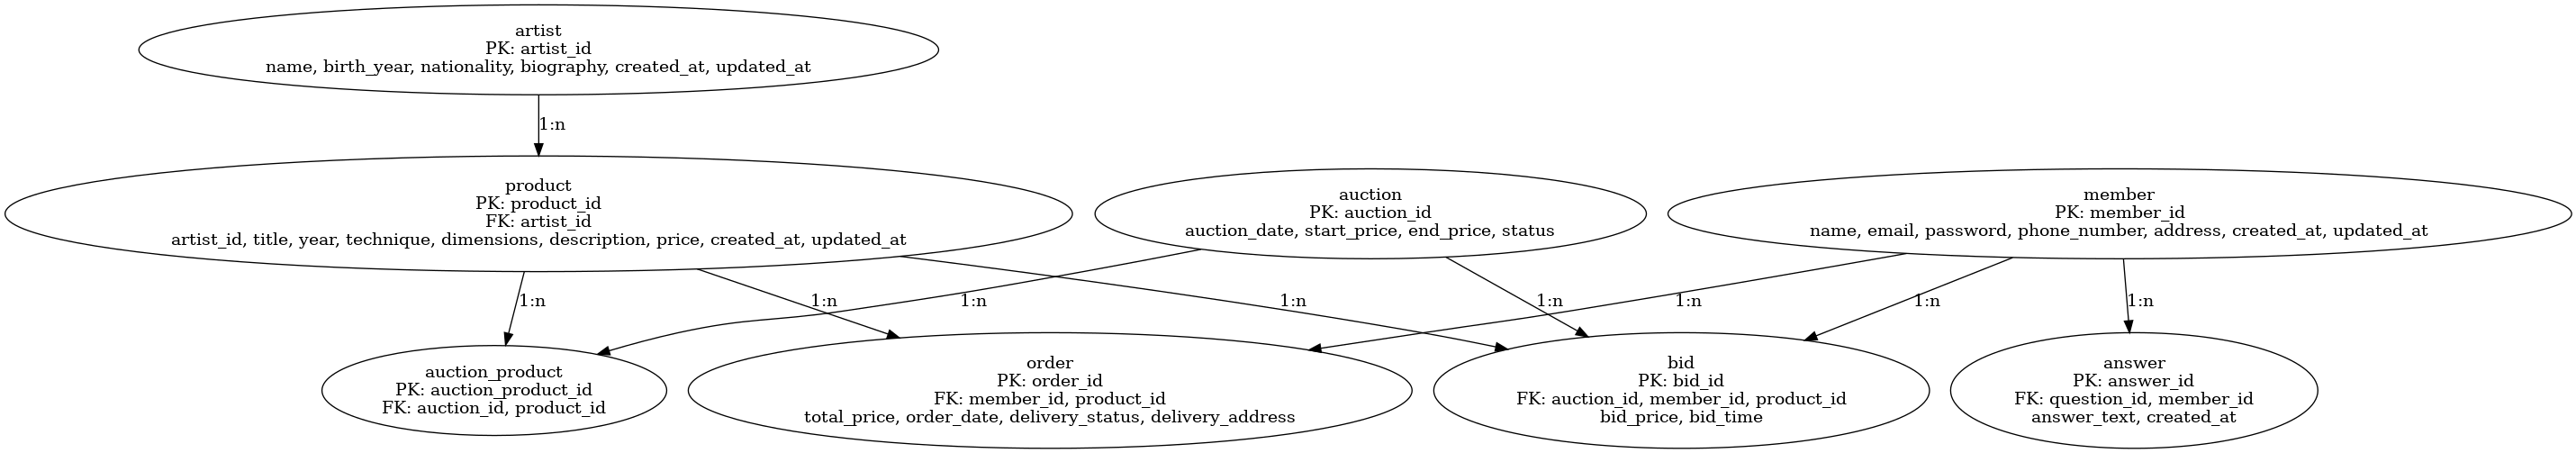 artist
PK: artist_id
name, birth_year, nationality, biography, created_at, updated_at
1:n
product
PK: product_id
FK: artist_id
artist_id, title, year, technique, dimensions, description, price, created_at, updated_at
auction
PK: auction_id
auction_date, start_price, end_price, status
member
PK: member_id
name, email, password, phone_number, address, created_at, updated_at
1:n
1:n
1:n
1:n
1:n
1:n
1:n
1:n
auction_product
PK: auction_product_id
FK: auction_id, product_id
order
PK: order_id
FK: member_id, product_id
total_price, order_date, delivery_status, delivery_address
bid
PK: bid_id
FK: auction_id, member_id, product_id
bid_price, bid_time
answer
PK: answer_id
FK: question_id, member_id
answer_text, created_at